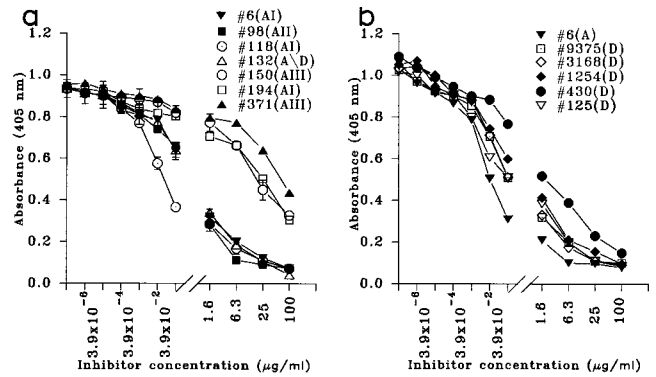 a
#6(AI)
#98(AII)
#118(AI)
#132(A\D)
#150(AIII)
#194(AI)
#371(AIII)
Absorbance (405 nm)
1.2
1.0
0.8
0.6
0.4
0.2
0.0
3.9x10 -6
3.9x10 -4
3.9x10 -2
1.6
6.3
25
100
Inhibitor concentration (µg/ml)
b
#6(A)
#9375(D)
#3168(D)
#1254(D)
#430(D)
#125(D)
Absorbance (405 nm)
1.2
1.0
0.8
0.6
0.4
0.2
0.0
3.9x10 -6
3.9x10 -4
3.9x10 -2
1.6
6.3
25
100
Inhibitor concentration (µg/ml)